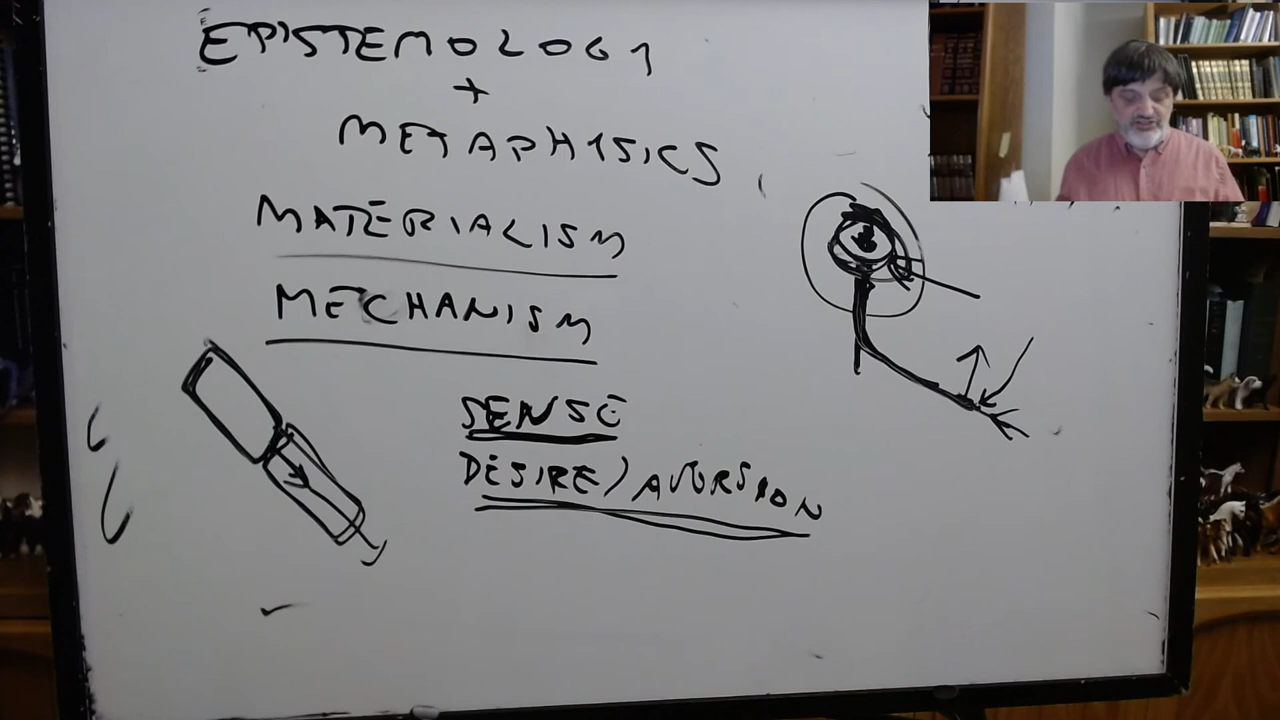 EPISTEMOLOGY
+
METAPHYSICS
MATERIALISM
MECHANISM
SENSE
DESIRE/AVERSION